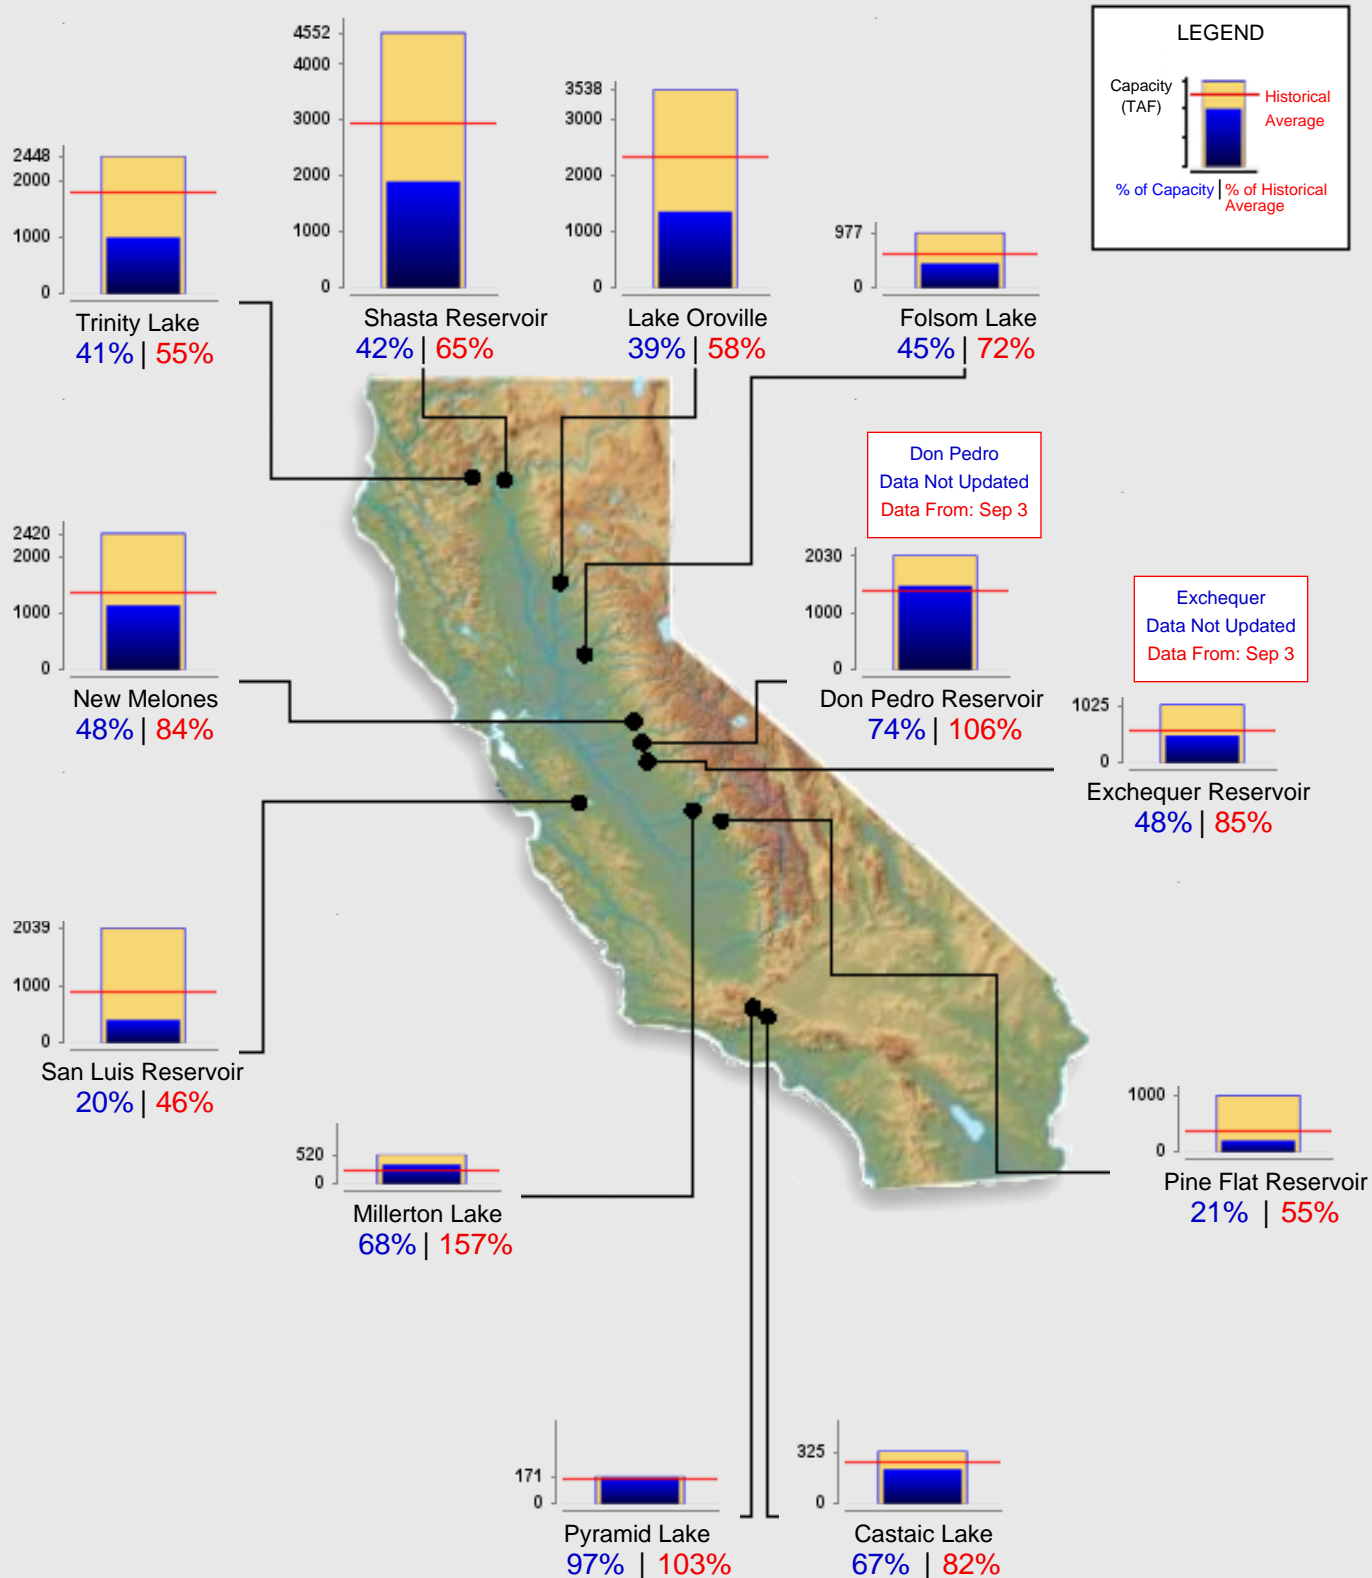 LEGEND
Capacity
(TAF)
Historical
Average
% of Capacity | % of Historical
Average
2448
2000
1000
0
Trinity Lake
41% | 55%
4552
4000
3000
2000
1000
0
Shasta Reservoir
42% | 65%
3538
3000
2000
1000
0
Lake Oroville
39% | 58%
977
0
Folsom Lake
45% | 72%
2420
2000
1000
0
New Melones
48% | 84%
Don Pedro
Data Not Updated
Data From: Sep 3
2030
1000
0
Don Pedro Reservoir
74% | 106%
Exchequer
Data Not Updated
Data From: Sep 3
1025
0
Exchequer Reservoir
48% | 85%
2039
1000
0
San Luis Reservoir
20% | 46%
520
0
Millerton Lake
68% | 157%
1000
0
Pine Flat Reservoir
21% | 55%
171
0
Pyramid Lake
97% | 103%
325
0
Castaic Lake
67% | 82%